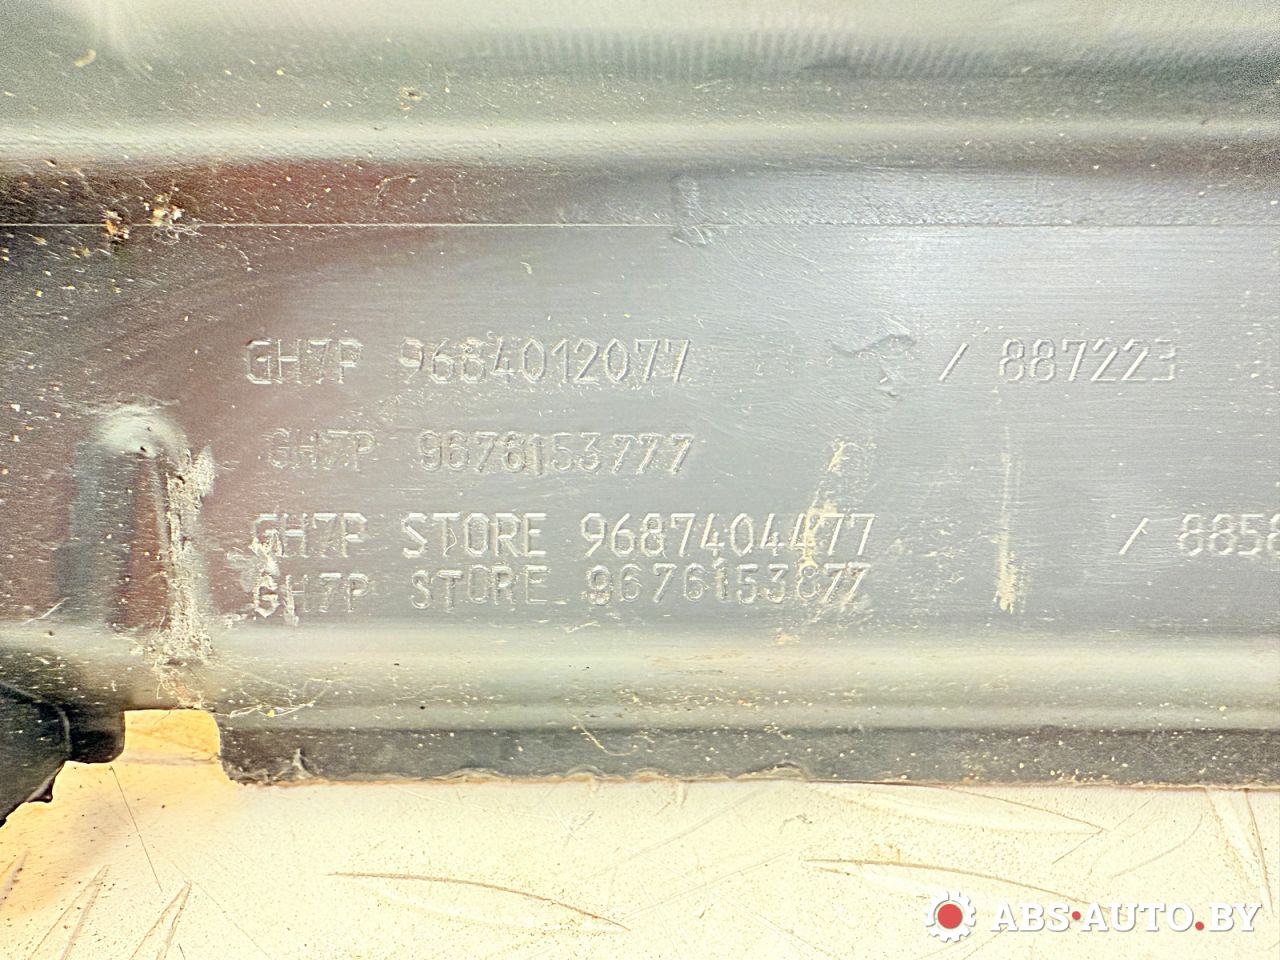 GH7P 9684012077 / 887223
GH7P 9676153777
GH7P STORE 9687404477 / 8858
GH7P STORE 9676153877
ABS-AUTO.BY